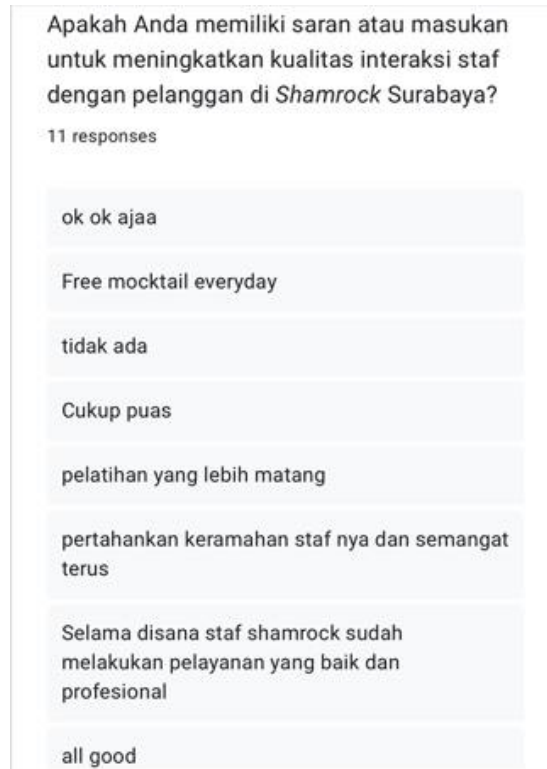 Apakah Anda memiliki saran atau masukan
untuk meningkatkan kualitas interaksi staf
dengan pelanggan di Shamrock Surabaya?
11 responses
ok ok ajaa
Free mocktail everyday
tidak ada
Cukup puas
pelatihan yang lebih matang
pertahankan keramahan staf nya dan semangat
terus
Selama disana staf shamrock sudah
melakukan pelayanan yang baik dan
profesional
all good